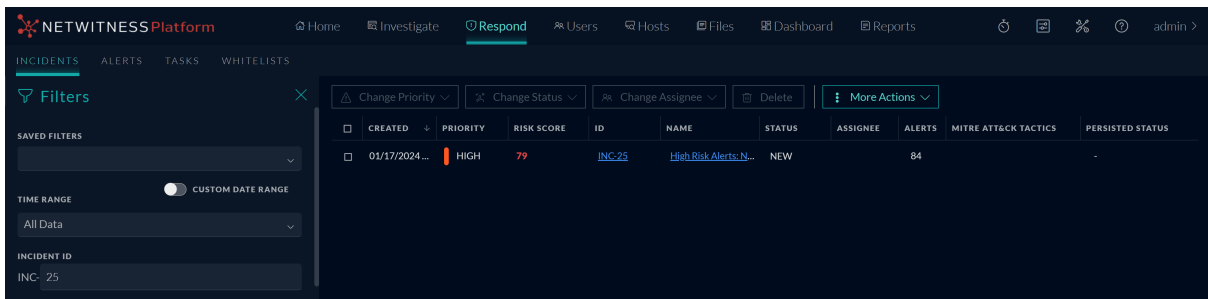 NETWITNESS Platform
Home
Investigate
Respond
Users
Hosts
Files
Dashboard
Reports
admin >
INCIDENTS
ALERTS
TASKS
WHITELISTS
Filters
SAVED FILTERS
CUSTOM DATE RANGE
TIME RANGE
All Data
INCIDENT ID
INC- 25
Change Priority
Change Status
Change Assignee
Delete
More Actions
CREATED PRIORITY RISK SCORE ID NAME STATUS ASSIGNEE ALERTS MITRE ATT&CK TACTICS PERSISTED STATUS
01/17/2024... HIGH 79 INC-25 High Risk Alerts: N... NEW 84 -